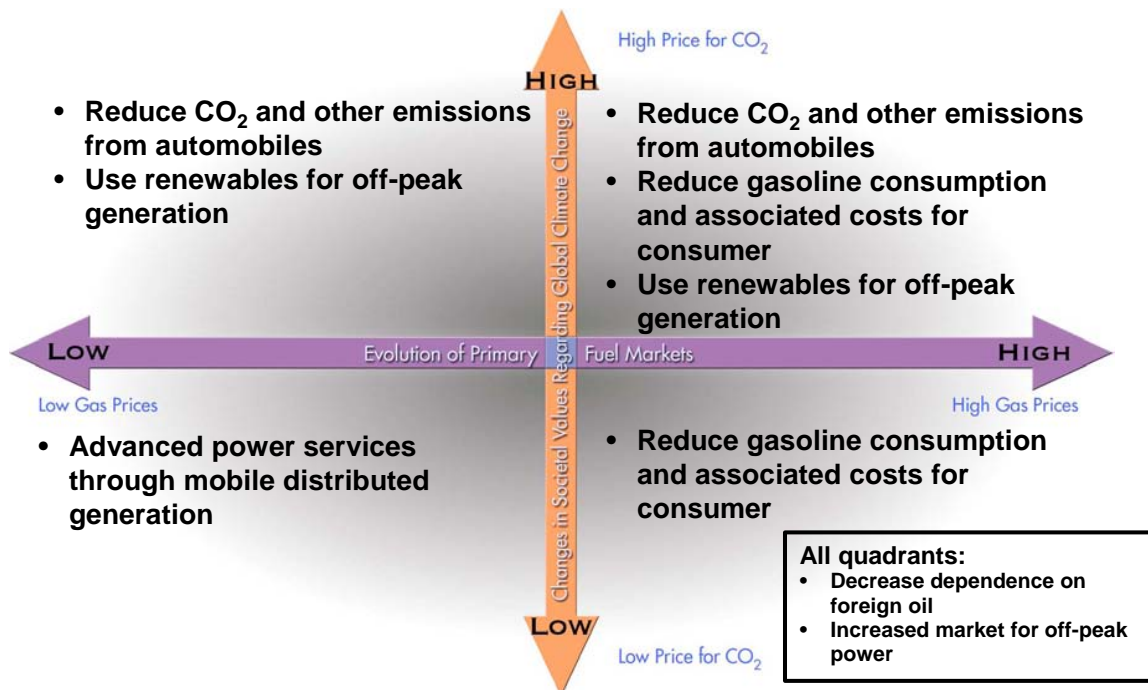 High Price for CO₂
HIGH
• Reduce CO₂ and other emissions
from automobiles
• Use renewables for off-peak
generation
• Reduce CO₂ and other emissions
from automobiles
• Reduce gasoline consumption
and associated costs for
consumer
• Use renewables for off-peak
generation
Changes in Societal Values Regarding Global Climate Change
LOW
Evolution of Primary Fuel Markets
HIGH
Low Gas Prices
High Gas Prices
• Advanced power services
through mobile distributed
generation
• Reduce gasoline consumption
and associated costs for
consumer
LOW
Low Price for CO₂
All quadrants:
• Decrease dependence on
foreign oil
• Increased market for off-peak
power